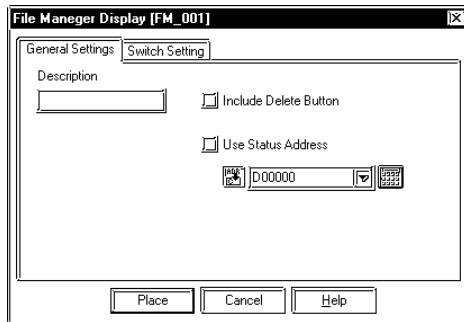 File Maneger Display [FM_001]
General Settings Switch Setting
Description
Include Delete Button
Use Status Address
D00000
Place Cancel Help